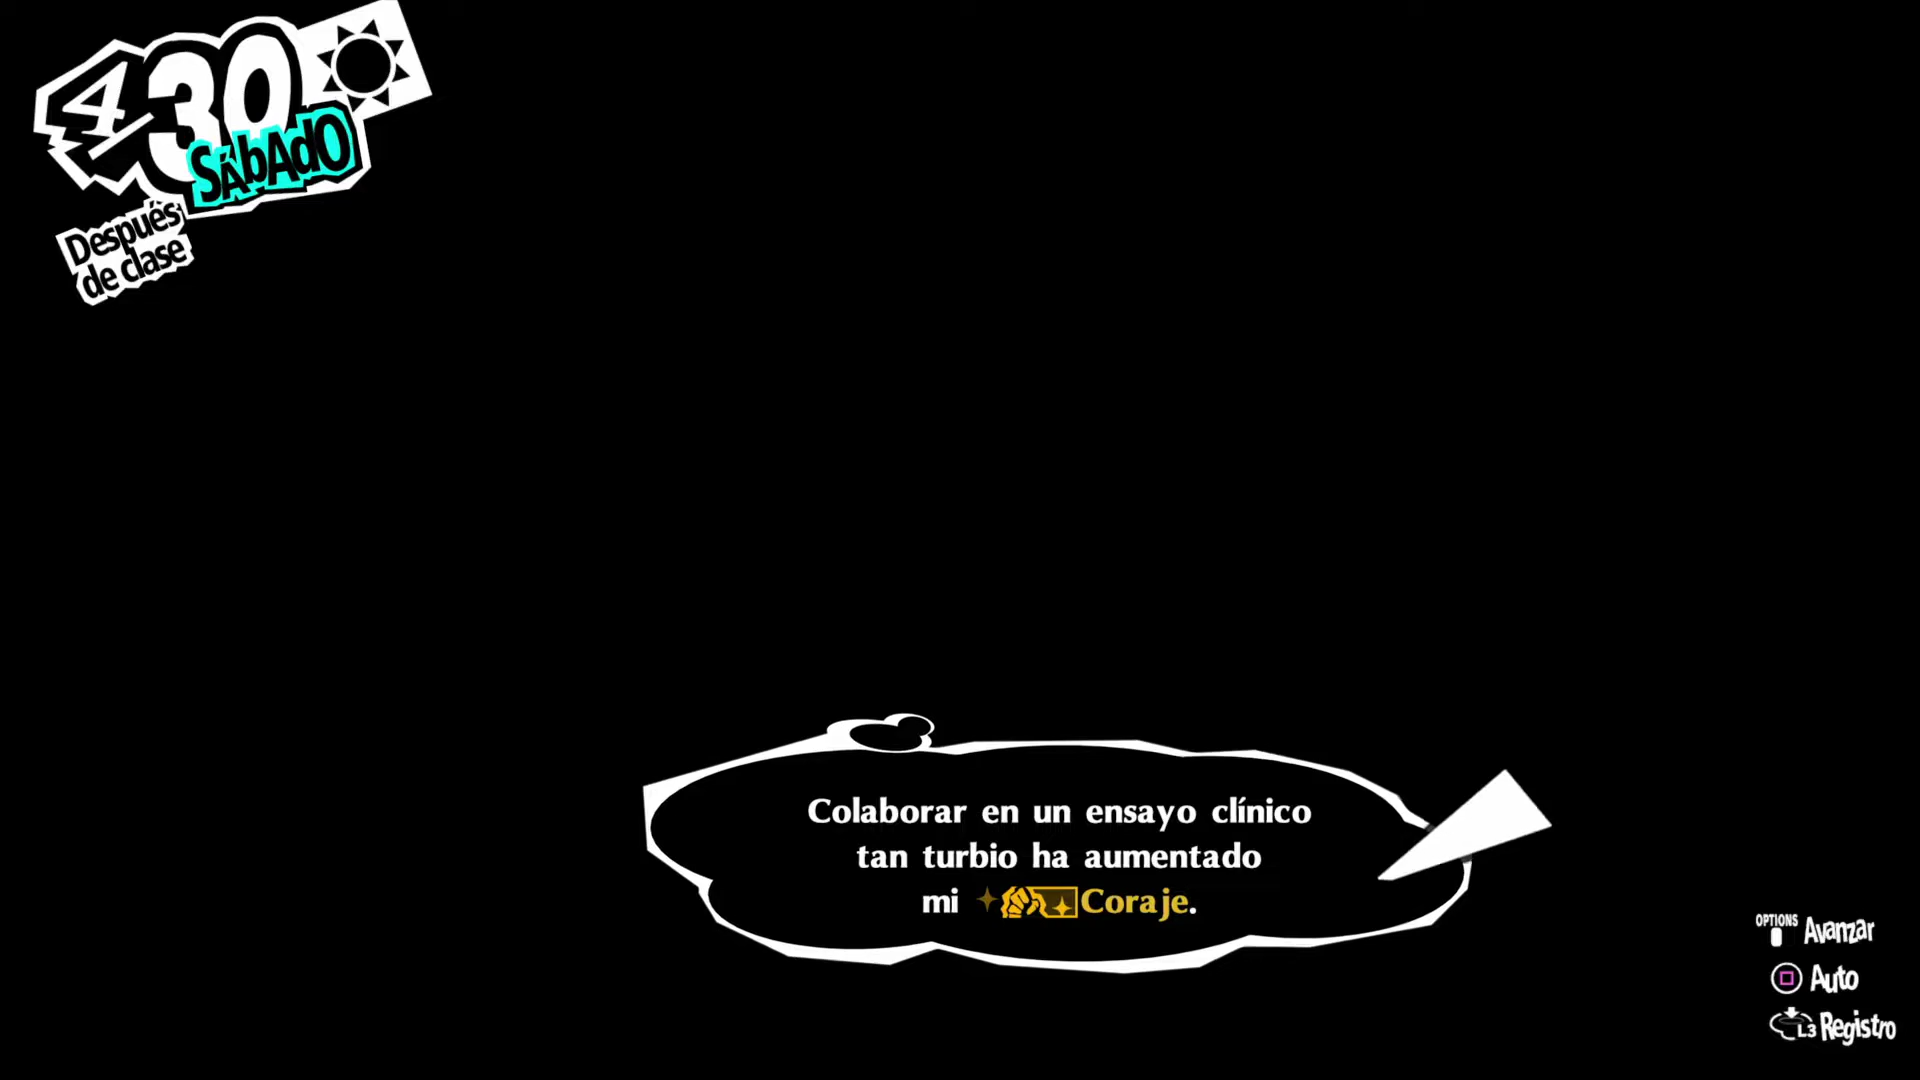 4 30
SÁbAdO
Después
de clase
Colaborar en un ensayo clínico
tan turbio ha aumentado
mi Coraje.
OPTIONS Avanzar
Auto
L3 Registro